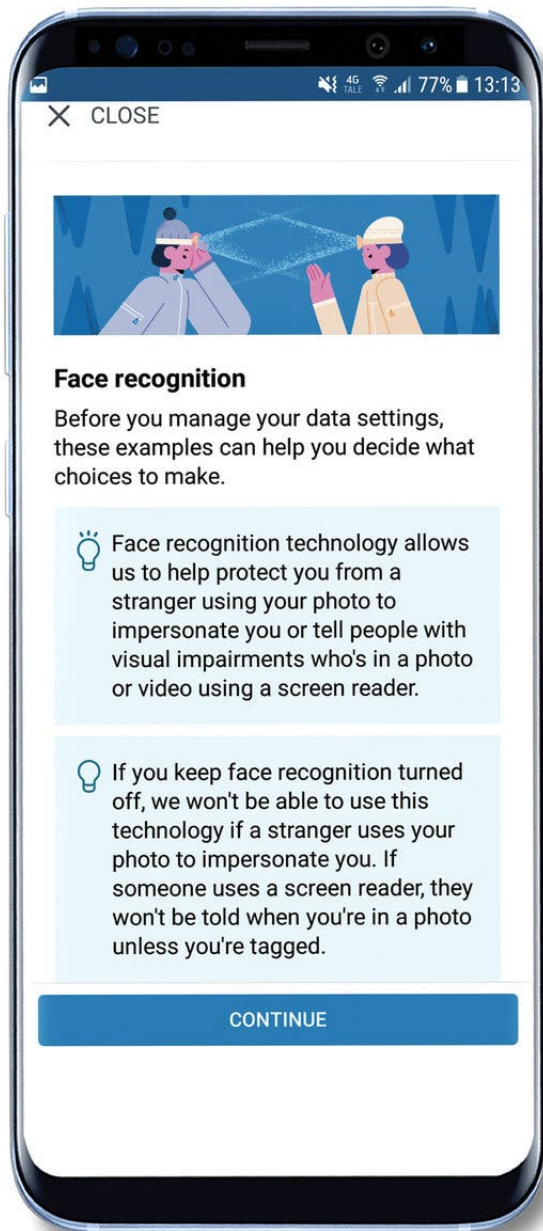 4G
TALE
77%
13:13
CLOSE
Face recognition
Before you manage your data settings,
these examples can help you decide what
choices to make.
Face recognition technology allows
us to help protect you from a
stranger using your photo to
impersonate you or tell people with
visual impairments who's in a photo
or video using a screen reader.
If you keep face recognition turned
off, we won't be able to use this
technology if a stranger uses your
photo to impersonate you. If
someone uses a screen reader, they
won't be told when you're in a photo
unless you're tagged.
CONTINUE